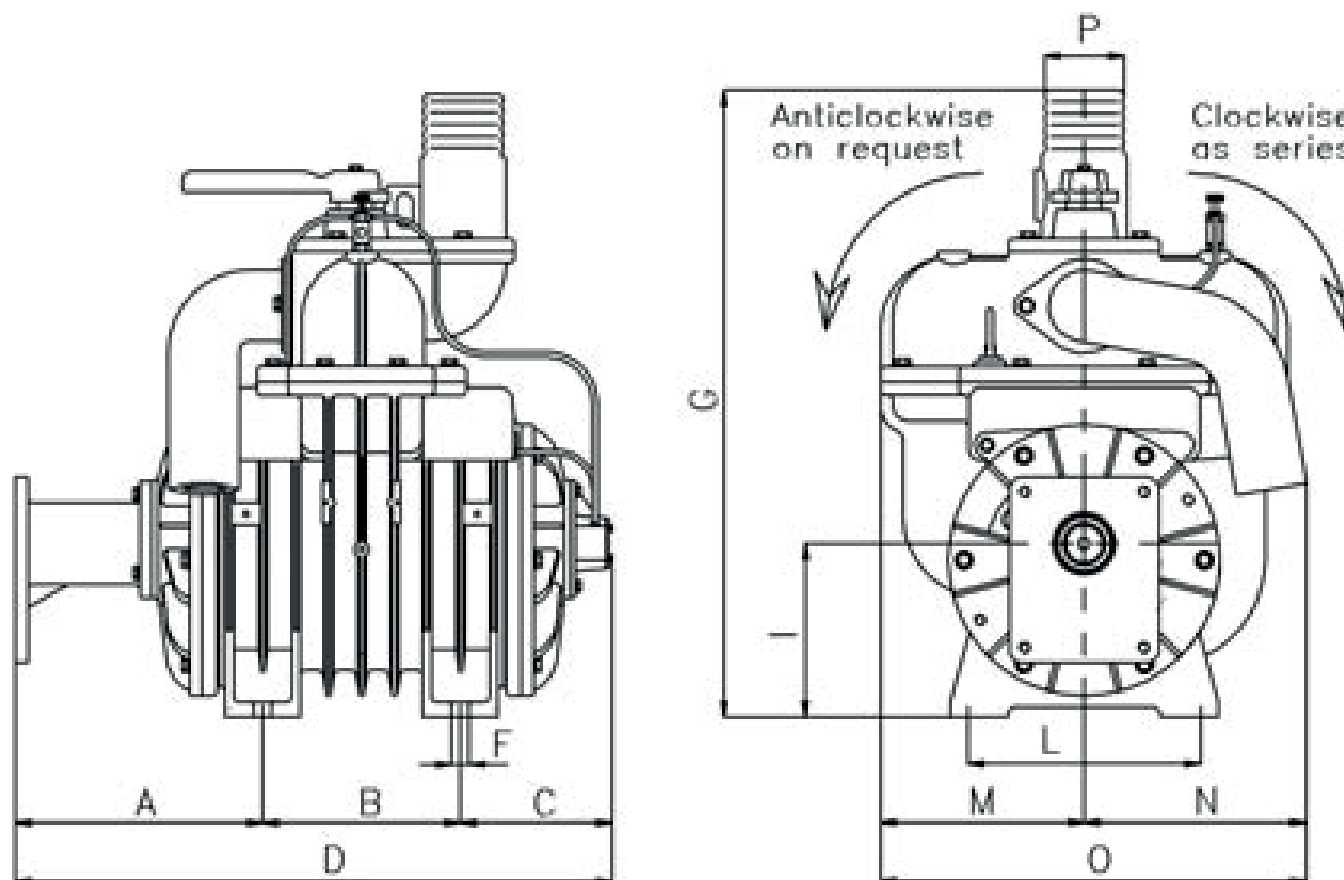 P
Anticlockwise
on request
Clockwise
as series
G
I
F
L
A
B
C
M
N
D
O